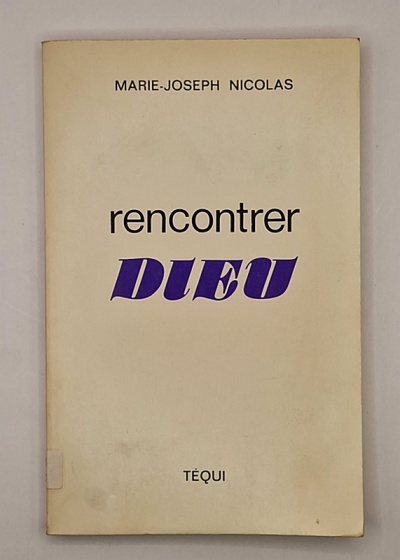 MARIE-JOSEPH NICOLAS
rencontrer
DIEU
TÉQUI